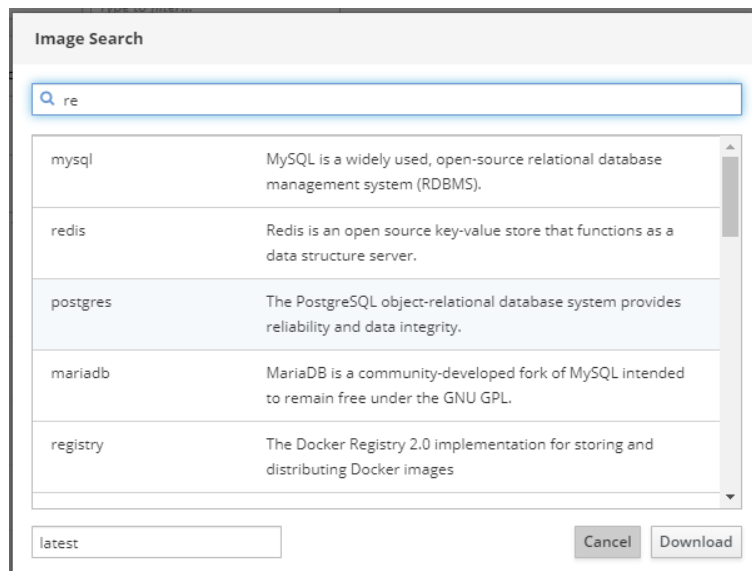 Image Search
re
mysql
MySQL is a widely used, open-source relational database
management system (RDBMS).
redis
Redis is an open source key-value store that functions as a
data structure server.
postgres
The PostgreSQL object-relational database system provides
reliability and data integrity.
mariadb
MariaDB is a community-developed fork of MySQL intended
to remain free under the GNU GPL.
registry
The Docker Registry 2.0 implementation for storing and
distributing Docker images
latest
Cancel
Download